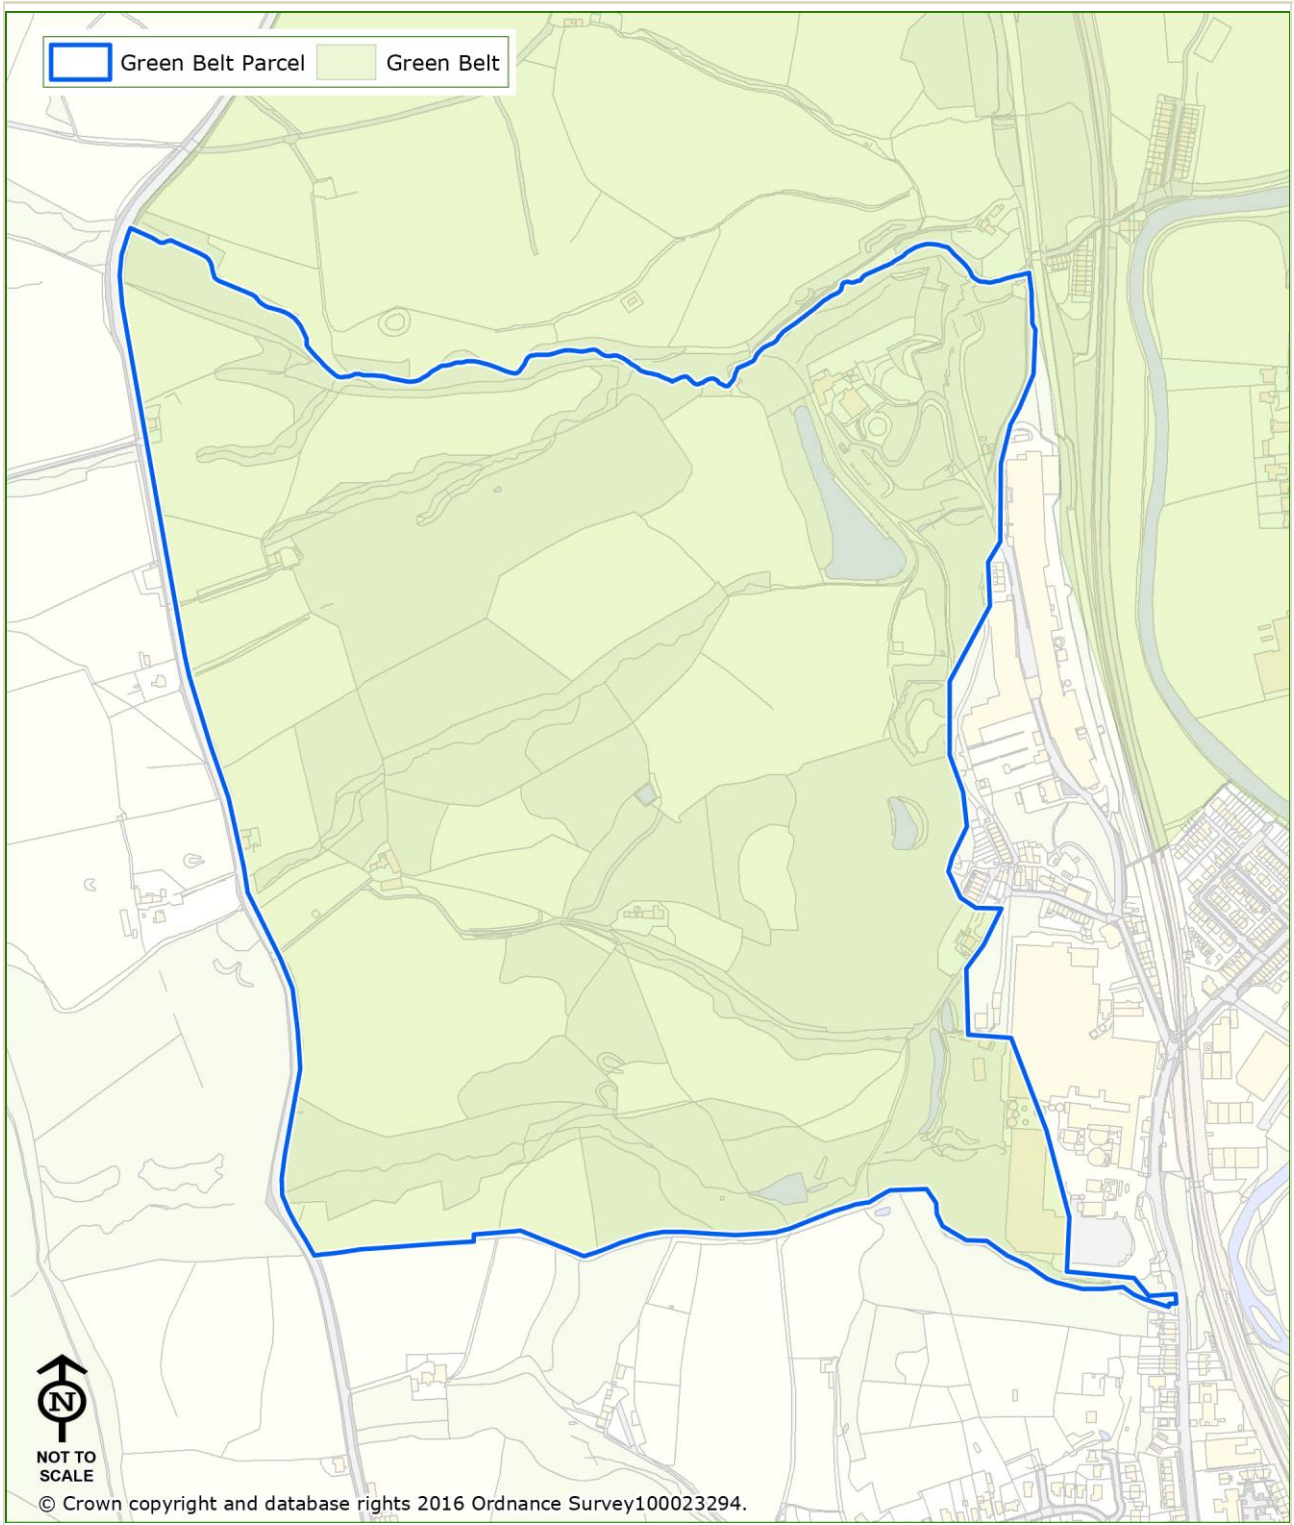 Green Belt Parcel Green Belt
N
NOT TO
SCALE
© Crown copyright and database rights 2016 Ordnance Survey100023294.